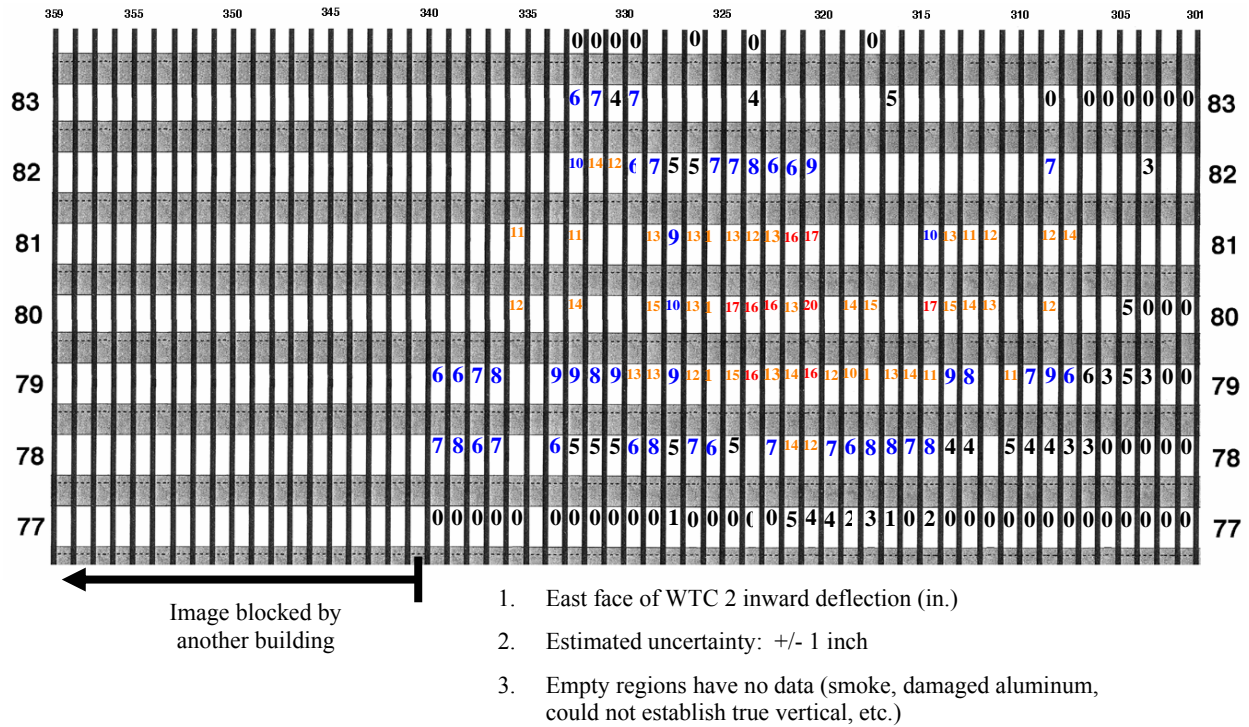 359 355 350 345 340 335 330 325 320 315 310 305 301
0 0 0 0 0 0 0
83 6 7 4 7 4 5 0 0 0 0 0 0 0 83
82 10 14 12 6 7 5 5 7 7 8 6 6 9 7 3 82
81 11 11 13 9 13 1 13 12 13 16 17 10 13 11 12 12 14 81
80 12 14 15 10 13 1 17 16 16 13 20 14 15 17 15 14 13 12 5 0 0 0 80
79 6 6 7 8 9 9 8 9 13 13 9 12 1 15 16 13 14 16 12 10 1 13 14 11 9 8 11 7 9 6 6 3 5 3 0 0 79
78 7 8 6 7 6 5 5 5 6 8 5 7 6 5 7 14 12 7 6 8 8 7 8 4 4 5 4 4 3 3 0 0 0 0 0 78
77 0 0 0 0 0 0 0 0 0 0 0 1 0 0 0 0 0 5 4 4 2 3 1 0 2 0 0 0 0 0 0 0 0 0 0 0 0 0 77
Image blocked by
another building
1. East face of WTC 2 inward deflection (in.)
2. Estimated uncertainty: +/- 1 inch
3. Empty regions have no data (smoke, damaged aluminum,
could not establish true vertical, etc.)